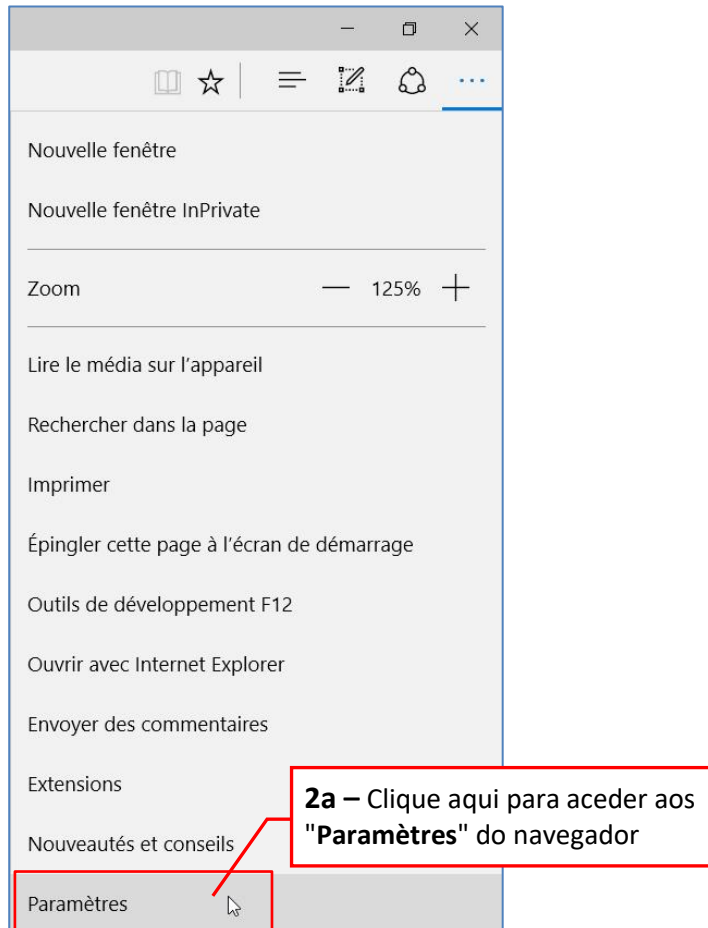 Nouvelle fenêtre
Nouvelle fenêtre InPrivate
Zoom — 125% +
Lire le média sur l'appareil
Rechercher dans la page
Imprimer
Épingler cette page à l'écran de démarrage
Outils de développement F12
Ouvrir avec Internet Explorer
Envoyer des commentaires
Extensions
2a – Clique aqui para aceder aos
"Paramètres" do navegador
Nouveautés et conseils
Paramètres